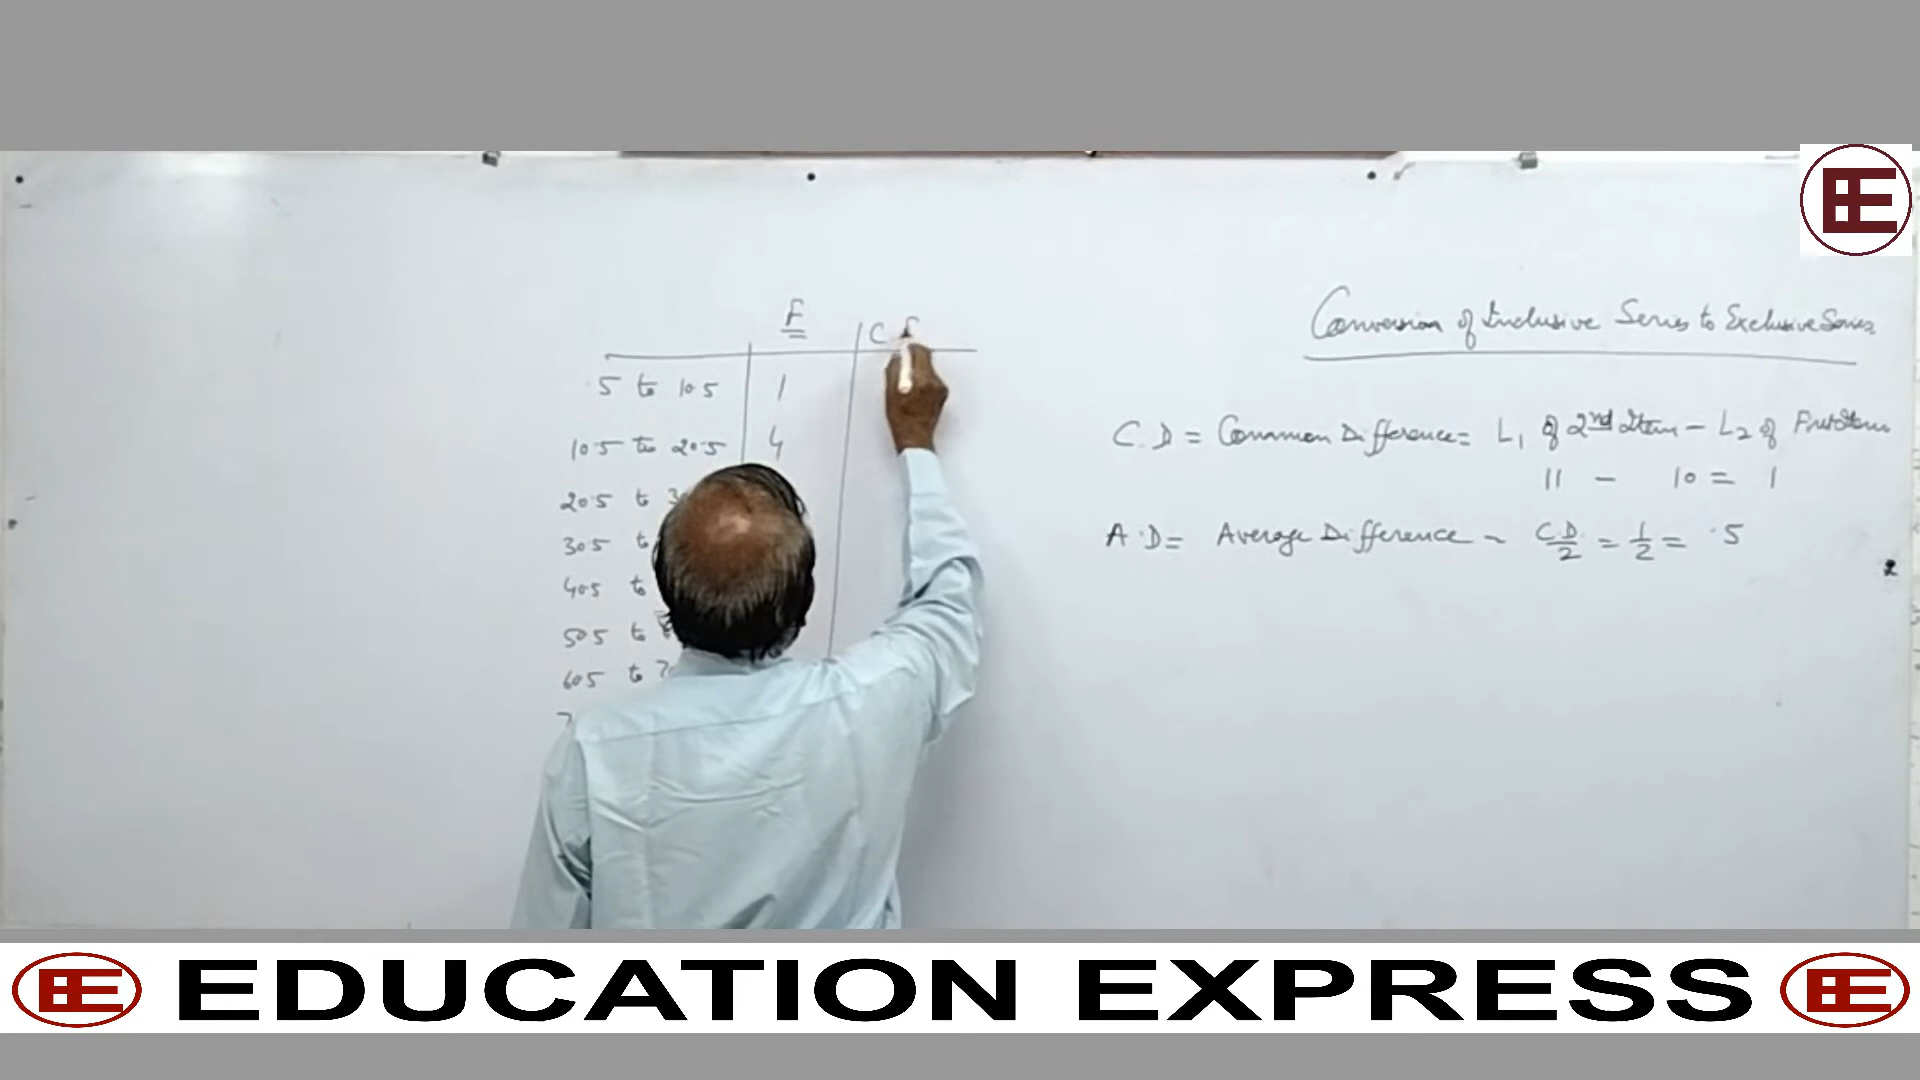 F
C F
.5 to 10.5 1
10.5 to 20.5 4
20.5 to
30.5 to
40.5 to
50.5 to
60.5 to
Conversion of Inclusive Series to Exclusive Series
C.D = Common Difference = L1 of 2nd Item - L2 of First Item
11 - 10 = 1
A.D = Average Difference - C.D/2 = 1/2 = .5
EDUCATION EXPRESS